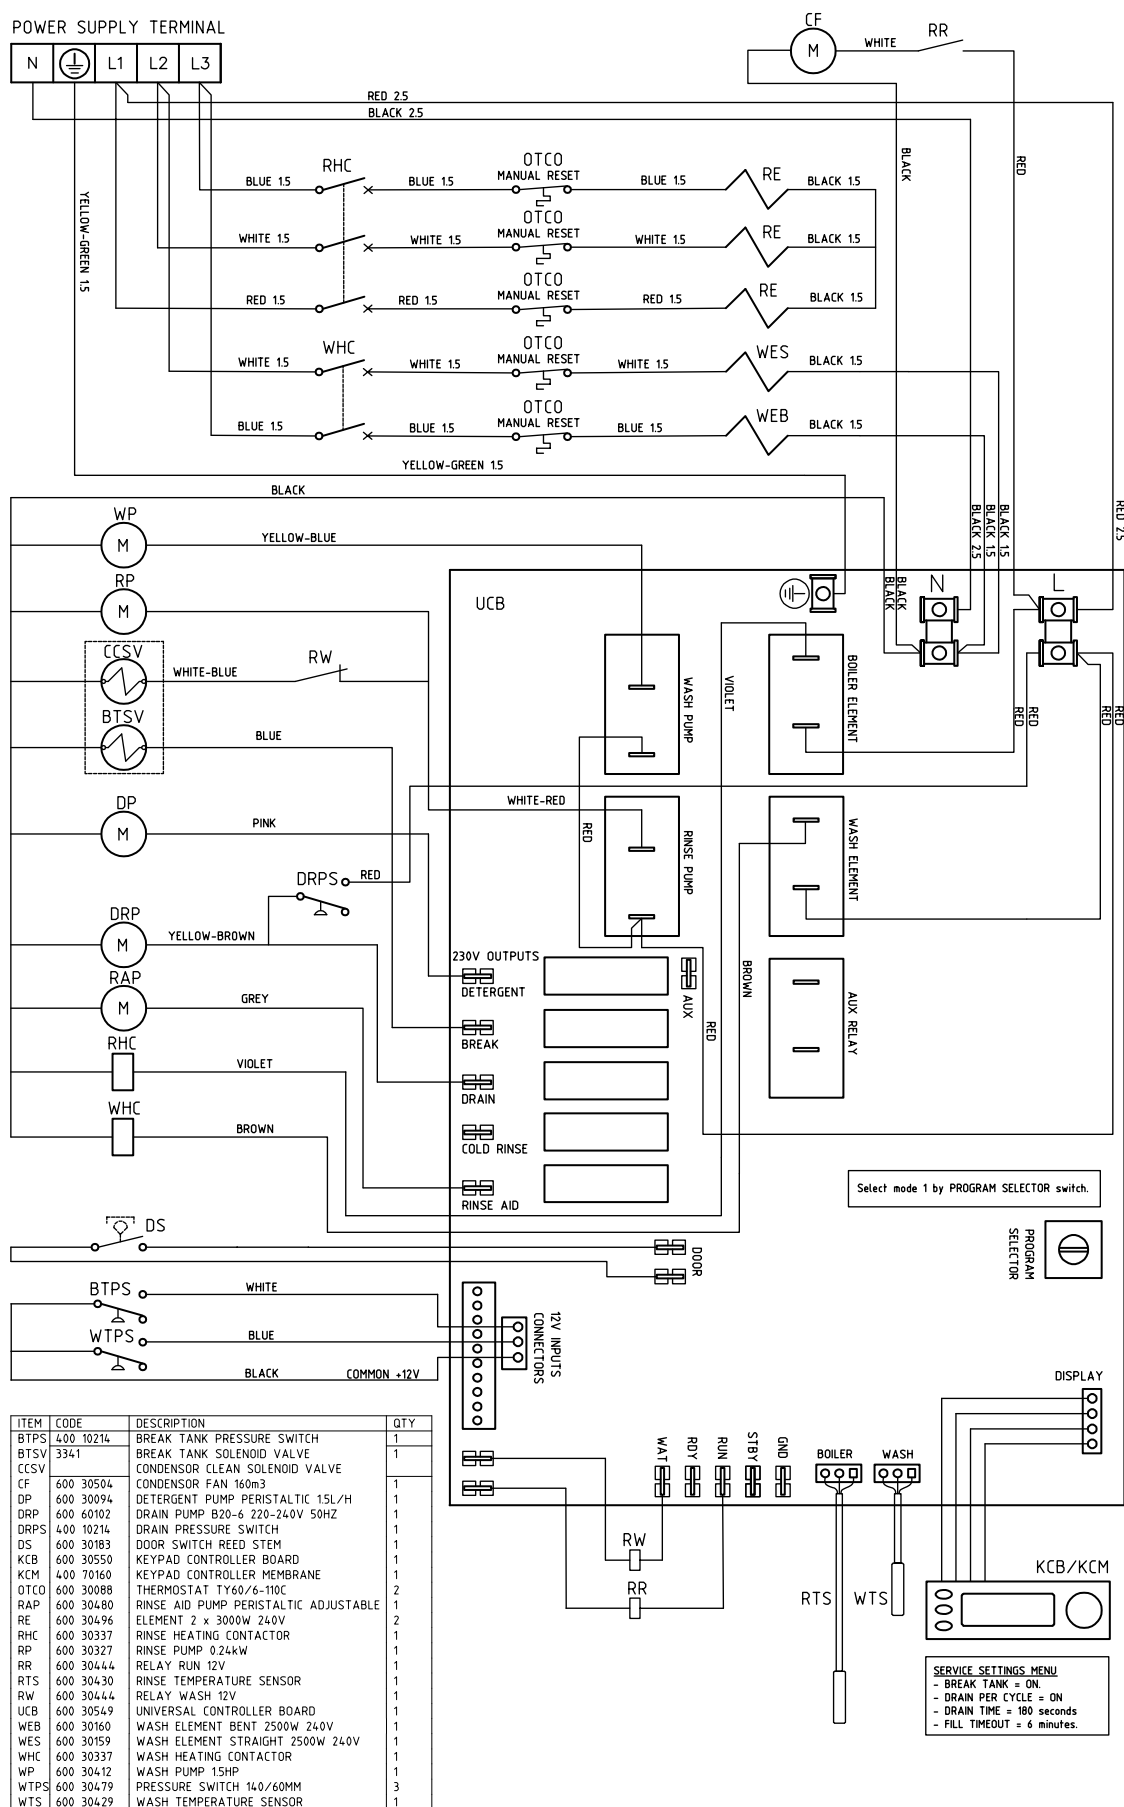 POWER SUPPLY TERMINAL
N L1 L2 L3
CF
M
WHITE
RR
RED 2.5
BLACK 2.5
BLACK
RED
YELLOW-GREEN 1.5
RHC
OTCO
MANUAL RESET
BLUE 1.5 BLUE 1.5 BLUE 1.5 RE BLACK 1.5
OTCO
MANUAL RESET
WHITE 1.5 WHITE 1.5 WHITE 1.5 RE BLACK 1.5
OTCO
MANUAL RESET
RED 1.5 RED 1.5 RED 1.5 RE BLACK 1.5
WHC
OTCO
MANUAL RESET
WHITE 1.5 WHITE 1.5 WHITE 1.5 WES BLACK 1.5
OTCO
MANUAL RESET
BLUE 1.5 BLUE 1.5 BLUE 1.5 WEB BLACK 1.5
YELLOW-GREEN 1.5
BLACK
BLACK 2.5
BLACK 1.5
BLACK 1.5
RED 2.5
WP
M
YELLOW-BLUE
RP
M
UCB
BLACK
BLACK
N
L
CCSV
WHITE-BLUE
RW
BTSV
BLUE
WASH PUMP
VIOLET
BOILER ELEMENT
RED
RED
RED
RED
DP
M
PINK
WHITE-RED
RED
RINSE PUMP
WASH ELEMENT
DRPS
RED
DRP
M
YELLOW-BROWN
230V OUTPUTS
DETERGENT
AUX
BROWN
RAP
M
GREY
RED
AUX RELAY
BREAK
RHC
VIOLET
DRAIN
WHC
BROWN
COLD RINSE
RINSE AID
Select mode 1 by PROGRAM SELECTOR switch.
PROGRAM
SELECTOR
DS
DOOR
BTPS
WHITE
WTPS
BLUE
BLACK
COMMON +12V
12V INPUTS
CONNECTORS
DISPLAY
WAT RDY RUN STBY GND
BOILER
WASH
RW
RR
RTS
WTS
KCB/KCM
SERVICE SETTINGS MENU
- BREAK TANK = ON.
- DRAIN PER CYCLE = ON
- DRAIN TIME = 180 seconds
- FILL TIMEOUT = 6 minutes.
ITEM CODE DESCRIPTION QTY
BTPS 400 10214 BREAK TANK PRESSURE SWITCH 1
BTSV 3341 BREAK TANK SOLENOID VALVE 1
CCSV CONDENSOR CLEAN SOLENOID VALVE
CF 600 30504 CONDENSOR FAN 160m3 1
DP 600 30094 DETERGENT PUMP PERISTALTIC 1.5L/H 1
DRP 600 60102 DRAIN PUMP B20-6 220-240V 50HZ 1
DRPS 400 10214 DRAIN PRESSURE SWITCH 1
DS 600 30183 DOOR SWITCH REED STEM 1
KCB 600 30550 KEYPAD CONTROLLER BOARD 1
KCM 400 70160 KEYPAD CONTROLLER MEMBRANE 1
OTCO 600 30088 THERMOSTAT TY60/6-110C 2
RAP 600 30480 RINSE AID PUMP PERISTALTIC ADJUSTABLE 1
RE 600 30496 ELEMENT 2 x 3000W 240V 2
RHC 600 30337 RINSE HEATING CONTACTOR 1
RP 600 30327 RINSE PUMP 0.24kW 1
RR 600 30444 RELAY RUN 12V 1
RTS 600 30430 RINSE TEMPERATURE SENSOR 1
RW 600 30444 RELAY WASH 12V 1
UCB 600 30549 UNIVERSAL CONTROLLER BOARD 1
WEB 600 30160 WASH ELEMENT BENT 2500W 240V 1
WES 600 30159 WASH ELEMENT STRAIGHT 2500W 240V 1
WHC 600 30337 WASH HEATING CONTACTOR 1
WP 600 30412 WASH PUMP 1.5HP 1
WTPS 600 30479 PRESSURE SWITCH 140/60MM 3
WTS 600 30429 WASH TEMPERATURE SENSOR 1